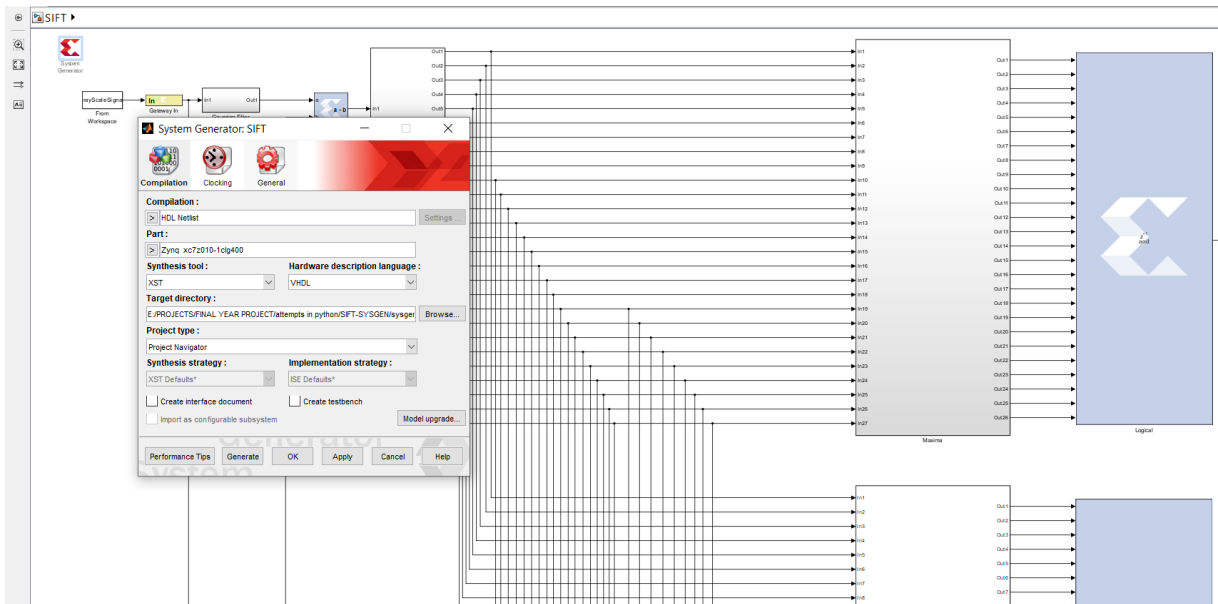 SIFT
System
Generator
rayScaleSigna
From
Workspace
In
Gateway In
In1
Out1
a
a - b
In1
Out1
Out2
Out3
Out4
Out5
System Generator: SIFT
Compilation
Clocking
General
Compilation :
> HDL Netlist
Settings ...
Part :
> Zynq xc7z010-1clg400
Synthesis tool :
Hardware description language :
XST
VHDL
Target directory :
E:/PROJECTS/FINAL YEAR PROJECT/attempts in python/SIFT-SYSGEN/sysger
Browse...
Project type :
Project Navigator
Synthesis strategy :
Implementation strategy :
XST Defaults*
ISE Defaults*
Create interface document
Create testbench
Import as configurable subsystem
Model upgrade...
Performance Tips
Generate
OK
Apply
Cancel
Help
In1
In2
In3
In4
In5
In6
In7
In8
In9
In10
In11
In12
In13
In14
In15
In16
In17
In18
In19
In20
In21
In22
In23
In24
In25
In26
In27
Out1
Out2
Out3
Out4
Out5
Out6
Out7
Out8
Out9
Out10
Out11
Out12
Out13
Out14
Out15
Out16
Out17
Out18
Out19
Out20
Out21
Out22
Out23
Out24
Out25
Out26
Maxima
and
Logical
In1
In2
In3
In4
In5
In6
In7
In8
Out1
Out2
Out3
Out4
Out5
Out6
Out7